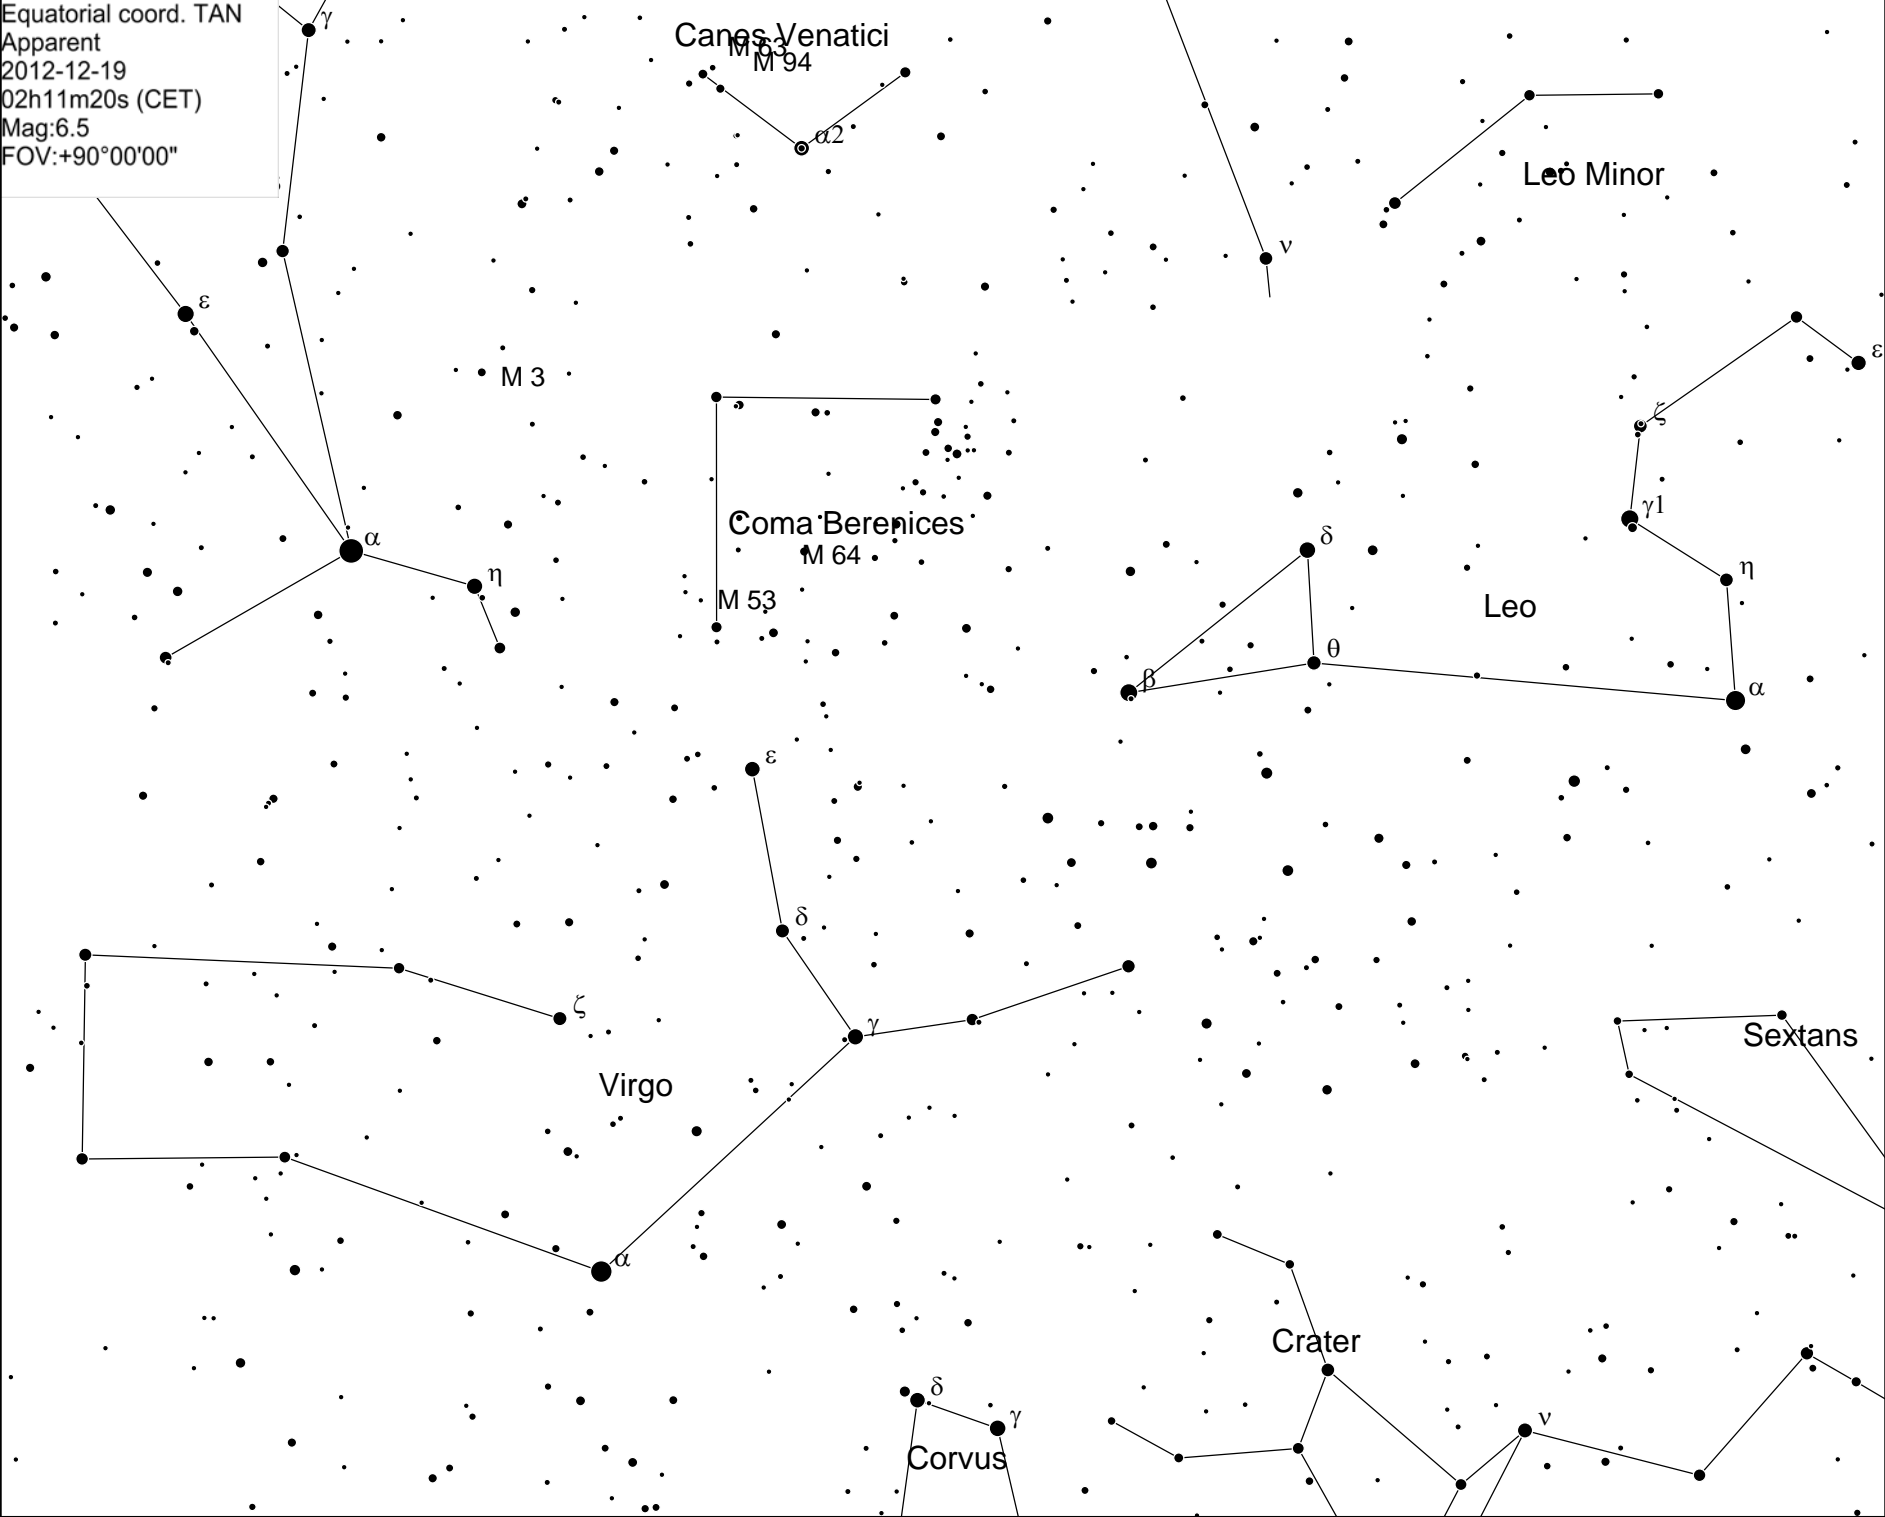 Equatorial coord. TAN
Apparent
2012-12-19
02h11m20s (CET)
Mag:6.5
FOV:+90°00'00"
γ
Canes Venatici
M 63
M 94
α2
Leo Minor
ν
ε
ε
M 3
ζ
γ1
Coma Berenices
α
δ
M 64
η
η
M 53
Leo
θ
β
α
ε
δ
ζ
γ
Sextans
Virgo
α
Crater
δ
γ
ν
Corvus